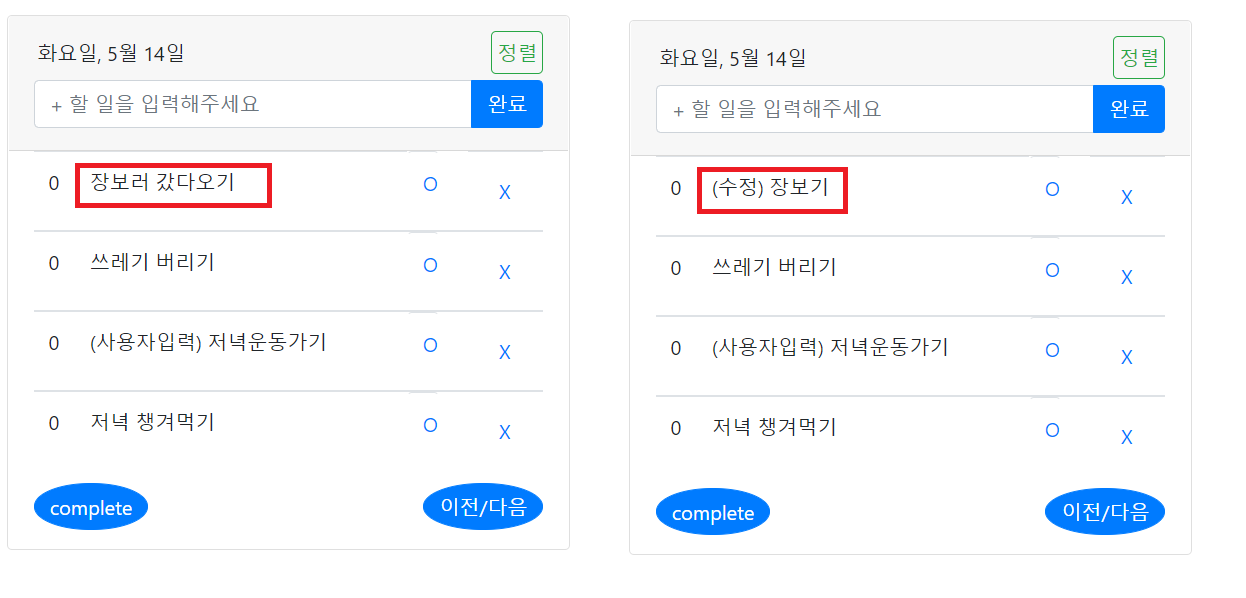 화요일, 5월 14일
정렬
+ 할 일을 입력해주세요
완료
0 장보러 갔다오기 O X
0 쓰레기 버리기 O X
0 (사용자입력) 저녁운동가기 O X
0 저녁 챙겨먹기 O X
complete
이전/다음
화요일, 5월 14일
정렬
+ 할 일을 입력해주세요
완료
0 (수정) 장보기 O X
0 쓰레기 버리기 O X
0 (사용자입력) 저녁운동가기 O X
0 저녁 챙겨먹기 O X
complete
이전/다음